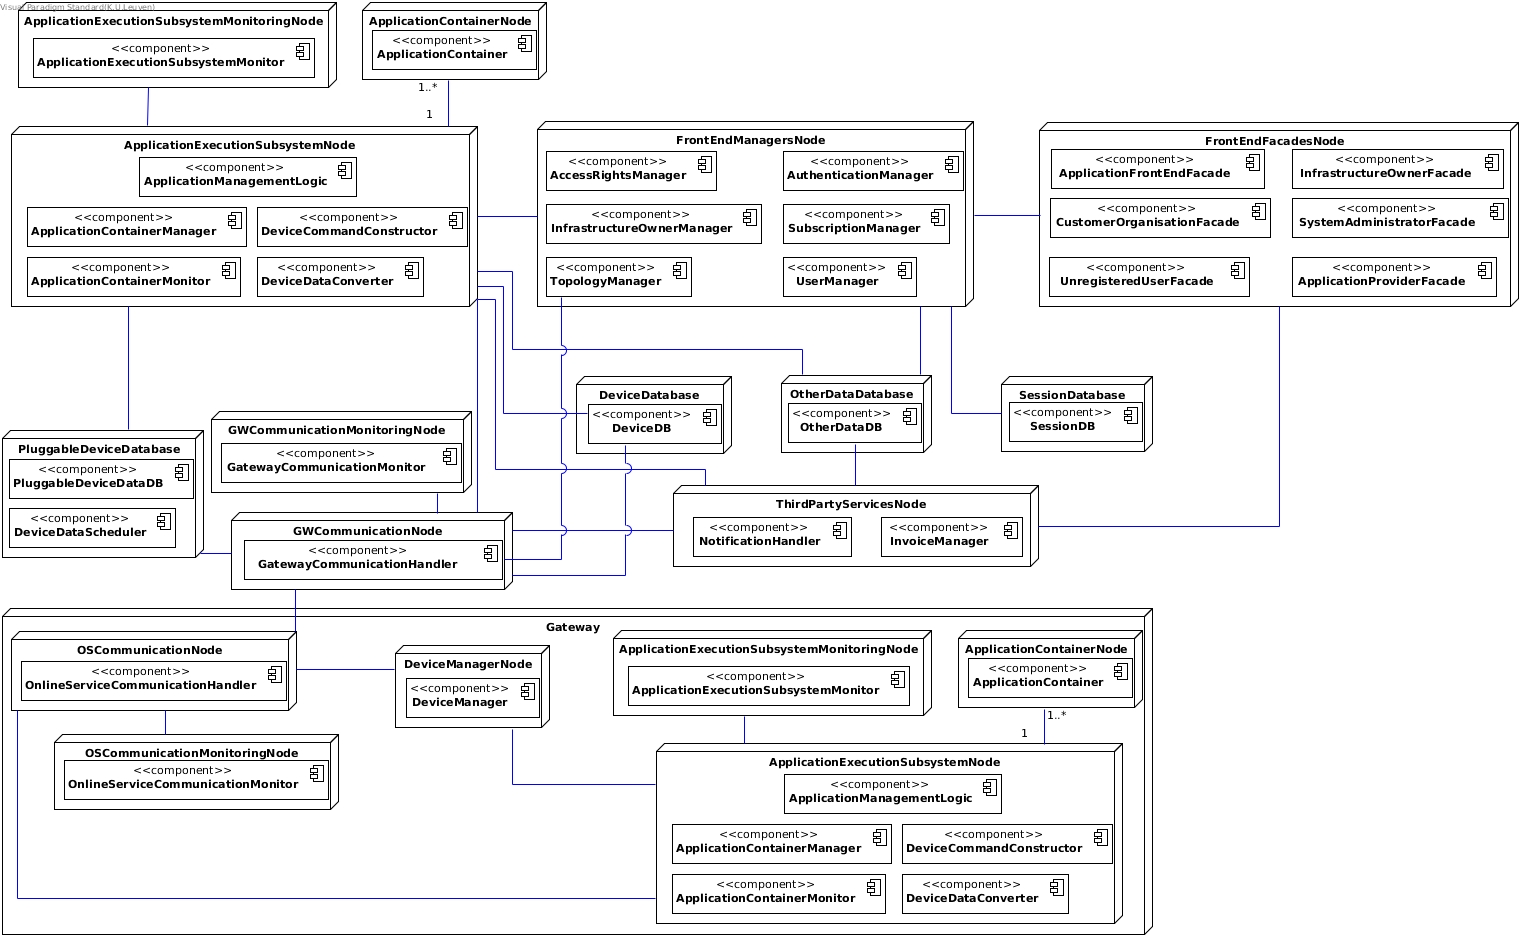 Visual Paradigm Standard(K.U.Leuven)
ApplicationExecutionSubsystemMonitoringNode
<<component>>
ApplicationExecutionSubsystemMonitor
ApplicationContainerNode
<<component>>
ApplicationContainer
1..*
1
ApplicationExecutionSubsystemNode
<<component>>
ApplicationManagementLogic
<<component>>
ApplicationContainerManager
<<component>>
DeviceCommandConstructor
<<component>>
ApplicationContainerMonitor
<<component>>
DeviceDataConverter
FrontEndManagersNode
<<component>>
AccessRightsManager
<<component>>
AuthenticationManager
<<component>>
InfrastructureOwnerManager
<<component>>
SubscriptionManager
<<component>>
TopologyManager
<<component>>
UserManager
FrontEndFacadesNode
<<component>>
ApplicationFrontEndFacade
<<component>>
InfrastructureOwnerFacade
<<component>>
CustomerOrganisationFacade
<<component>>
SystemAdministratorFacade
<<component>>
UnregisteredUserFacade
<<component>>
ApplicationProviderFacade
DeviceDatabase
<<component>>
DeviceDB
OtherDataDatabase
<<component>>
OtherDataDB
SessionDatabase
<<component>>
SessionDB
PluggableDeviceDatabase
<<component>>
PluggableDeviceDataDB
<<component>>
DeviceDataScheduler
GWCommunicationMonitoringNode
<<component>>
GatewayCommunicationMonitor
GWCommunicationNode
<<component>>
GatewayCommunicationHandler
ThirdPartyServicesNode
<<component>>
NotificationHandler
<<component>>
InvoiceManager
Gateway
OSCommunicationNode
<<component>>
OnlineServiceCommunicationHandler
DeviceManagerNode
<<component>>
DeviceManager
ApplicationExecutionSubsystemMonitoringNode
<<component>>
ApplicationExecutionSubsystemMonitor
ApplicationContainerNode
<<component>>
ApplicationContainer
1..*
1
OSCommunicationMonitoringNode
<<component>>
OnlineServiceCommunicationMonitor
ApplicationExecutionSubsystemNode
<<component>>
ApplicationManagementLogic
<<component>>
ApplicationContainerManager
<<component>>
DeviceCommandConstructor
<<component>>
ApplicationContainerMonitor
<<component>>
DeviceDataConverter